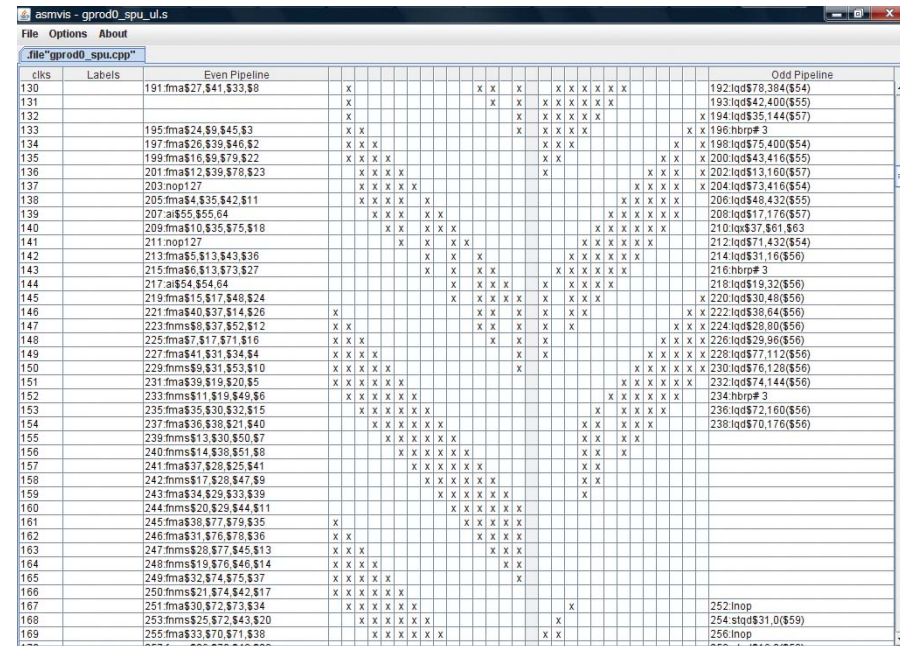 asmvis - gprod0_spu_ul.s
File Options About
.file"gprod0_spu.cpp"
clks Labels Even Pipeline Odd Pipeline
130 191:fma$27,$41,$33,$8 x x x x x x x x x x 192:lqd$78,384($54)
131 x x x x x x x x x 193:lqd$42,400($55)
132 x x x x x x x x 194:lqd$35,144($57)
133 195:fma$24,$9,$45,$3 x x x x x x x x x 196:hbrp# 3
134 197:fma$26,$39,$46,$2 x x x x x x x x 198:lqd$75,400($54)
135 199:fma$16,$9,$79,$22 x x x x x x x x x 200:lqd$43,416($55)
136 201:fma$12,$39,$78,$23 x x x x x x x x x 202:lqd$13,160($57)
137 203:nop127 x x x x x x x x x x 204:lqd$73,416($54)
138 205:fma$4,$35,$42,$11 x x x x x x x x x x 206:lqd$48,432($55)
139 207:ai$55,$55,64 x x x x x x x x x x x 208:lqd$17,176($57)
140 209:fma$10,$35,$75,$18 x x x x x x x x x x x 210:lqx$37,$61,$63
141 211:nop127 x x x x x x x x x x 212:lqd$71,432($54)
142 213:fma$5,$13,$43,$36 x x x x x x x x x 214:lqd$31,16($56)
143 215:fma$6,$13,$73,$27 x x x x x x x x x x 216:hbrp# 3
144 217:ai$54,$54,64 x x x x x x x x x 218:lqd$19,32($56)
145 219:fma$15,$17,$48,$24 x x x x x x x x x x 220:lqd$30,48($56)
146 221:fma$40,$37,$14,$26 x x x x x x x x x 222:lqd$38,64($56)
147 223:fnms$8,$37,$52,$12 x x x x x x x x x x 224:lqd$28,80($56)
148 225:fma$7,$17,$71,$16 x x x x x x x x x x 226:lqd$29,96($56)
149 227:fma$41,$31,$34,$4 x x x x x x x x x x x 228:lqd$77,112($56)
150 229:fnms$9,$31,$53,$10 x x x x x x x x x x x x 230:lqd$76,128($56)
151 231:fma$39,$19,$20,$5 x x x x x x x x x x x x 232:lqd$74,144($56)
152 233:fnms$11,$19,$49,$6 x x x x x x x x x x x x 234:hbrp# 3
153 235:fma$35,$30,$32,$15 x x x x x x x x x x x 236:lqd$72,160($56)
154 237:fma$36,$38,$21,$40 x x x x x x x x x x x 238:lqd$70,176($56)
155 239:fnms$13,$30,$50,$7 x x x x x x x x x x
156 240:fnms$14,$38,$51,$8 x x x x x x x x x
157 241:fma$37,$28,$25,$41 x x x x x x x x
158 242:fnms$17,$28,$47,$9 x x x x x x x x
159 243:fma$34,$29,$33,$39 x x x x x x x
160 244:fnms$20,$29,$44,$11 x x x x x x
161 245:fma$38,$77,$79,$35 x x x x x x
162 246:fma$31,$76,$78,$36 x x x x x x
163 247:fnms$28,$77,$45,$13 x x x x x x
164 248:fnms$19,$76,$46,$14 x x x x x x
165 249:fma$32,$74,$75,$37 x x x x x x
166 250:fnms$21,$74,$42,$17 x x x x x x
167 251:fma$30,$72,$73,$34 x x x x x x x 252:lnop
168 253:fnms$25,$72,$43,$20 x x x x x x x 254:stqd$31,0($59)
169 255:fma$33,$70,$71,$38 x x x x x x x x 256:lnop